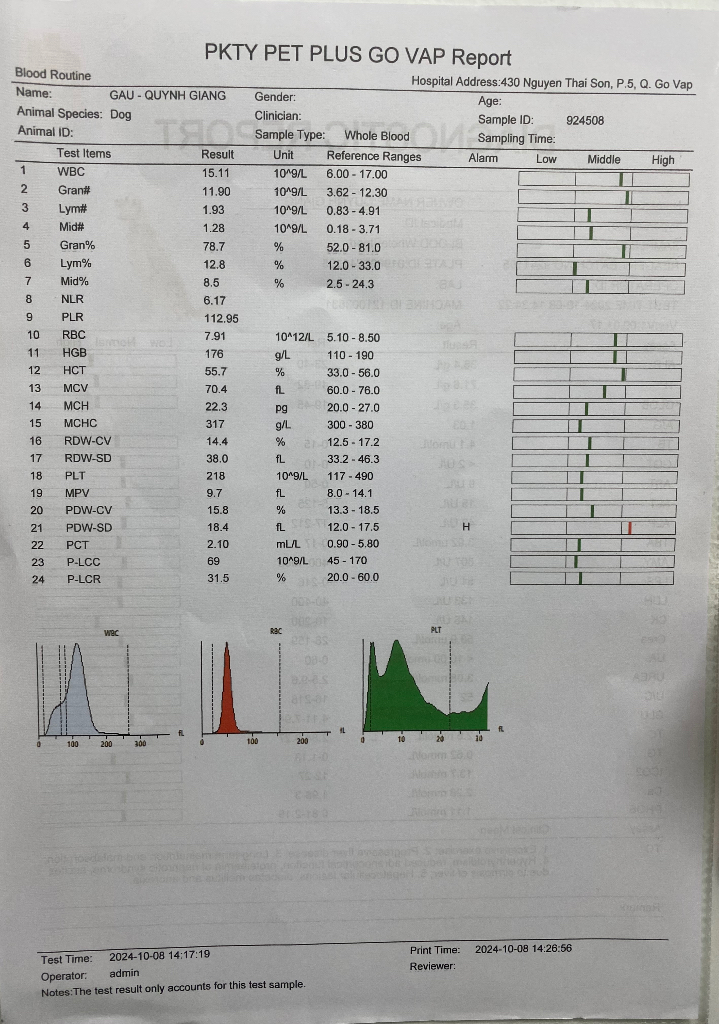 PKTY PET PLUS GO VAP Report
Blood Routine
Hospital Address:430 Nguyen Thai Son, P.5, Q. Go Vap
Name: GAU - QUYNH GIANG Gender: Age:
Animal Species: Dog Clinician: Sample ID: 924508
Animal ID: Sample Type: Whole Blood Sampling Time:
Test Items Result Unit Reference Ranges Alarm Low Middle High
1 WBC 15.11 10^9/L 6.00 - 17.00
2 Gran# 11.90 10^9/L 3.62 - 12.30
3 Lym# 1.93 10^9/L 0.83 - 4.91
4 Mid# 1.28 10^9/L 0.18 - 3.71
5 Gran% 78.7 % 52.0 - 81.0
6 Lym% 12.8 % 12.0 - 33.0
7 Mid% 8.5 % 2.5 - 24.3
8 NLR 6.17
9 PLR 112.95
10 RBC 7.91 10^12/L 5.10 - 8.50
11 HGB 176 g/L 110 - 190
12 HCT 55.7 % 33.0 - 56.0
13 MCV 70.4 fL 60.0 - 76.0
14 MCH 22.3 pg 20.0 - 27.0
15 MCHC 317 g/L 300 - 380
16 RDW-CV 14.4 % 12.5 - 17.2
17 RDW-SD 38.0 fL 33.2 - 46.3
18 PLT 218 10^9/L 117 - 490
19 MPV 9.7 fL 8.0 - 14.1
20 PDW-CV 15.8 % 13.3 - 18.5
21 PDW-SD 18.4 fL 12.0 - 17.5 H
22 PCT 2.10 mL/L 0.90 - 5.80
23 P-LCC 69 10^9/L 45 - 170
24 P-LCR 31.5 % 20.0 - 60.0
WBC RBC PLT
0 100 200 300 fL 0 100 200 fL 0 10 20 30 fL
Test Time: 2024-10-08 14:17:19 Print Time: 2024-10-08 14:26:56
Operator: admin Reviewer:
Notes:The test result only accounts for this test sample.